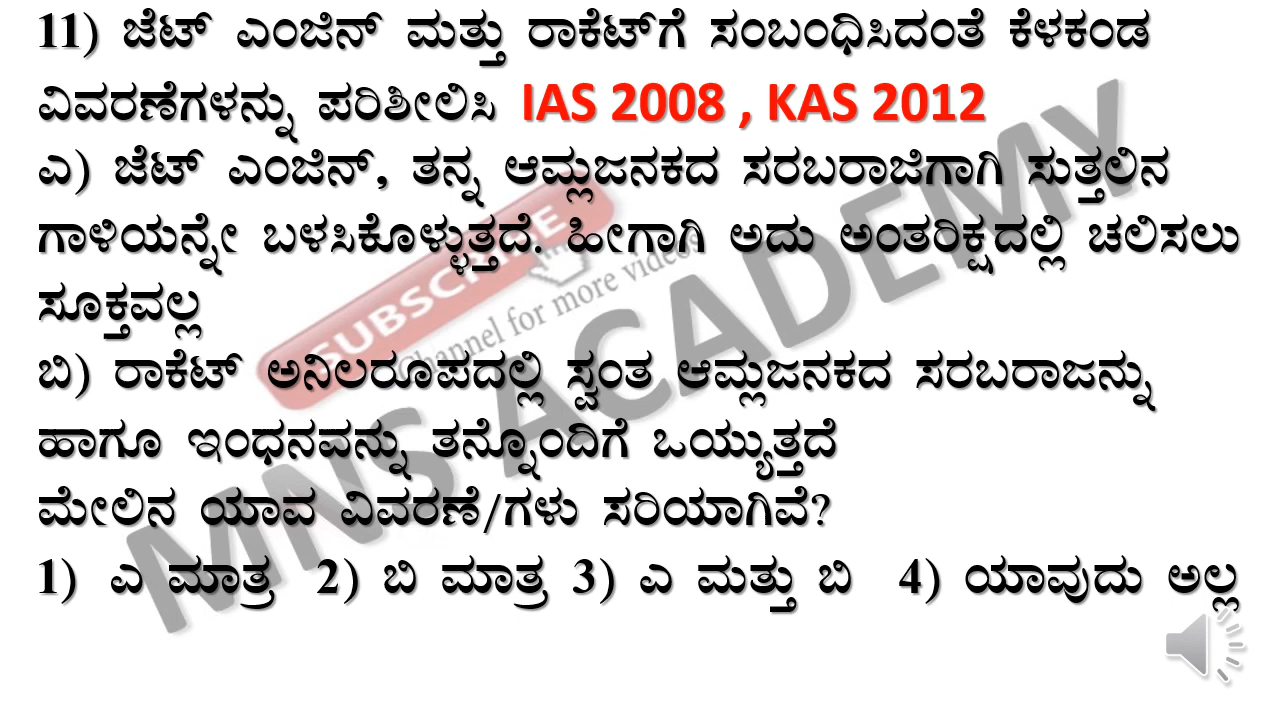 11) ಜೆಟ್ ಎಂಜಿನ್ ಮತ್ತು ರಾಕೆಟ್‌ಗೆ ಸಂಬಂಧಿಸಿದಂತೆ ಕೆಳಕಂಡ
ವಿವರಣೆಗಳನ್ನು ಪರಿಶೀಲಿಸಿ IAS 2008 , KAS 2012
ಎ) ಜೆಟ್ ಎಂಜಿನ್, ತನ್ನ ಆಮ್ಲಜನಕದ ಸರಬರಾಜಿಗಾಗಿ ಸುತ್ತಲಿನ
ಗಾಳಿಯನ್ನೇ ಬಳಸಿಕೊಳ್ಳುತ್ತದೆ. ಹೀಗಾಗಿ ಅದು ಅಂತರಿಕ್ಷದಲ್ಲಿ ಚಲಿಸಲು
ಸೂಕ್ತವಲ್ಲ
ಬಿ) ರಾಕೆಟ್ ಅನಿಲರೂಪದಲ್ಲಿ ಸ್ವಂತ ಆಮ್ಲಜನಕದ ಸರಬರಾಜನ್ನು
ಹಾಗೂ ಇಂಧನವನ್ನು ತನ್ನೊಂದಿಗೆ ಒಯ್ಯುತ್ತದೆ
ಮೇಲಿನ ಯಾವ ವಿವರಣೆ/ಗಳು ಸರಿಯಾಗಿವೆ?
1) ಎ ಮಾತ್ರ 2) ಬಿ ಮಾತ್ರ 3) ಎ ಮತ್ತು ಬಿ 4) ಯಾವುದು ಅಲ್ಲ
SUBSCRIBE
Channel for more videos
MNS ACADEMY